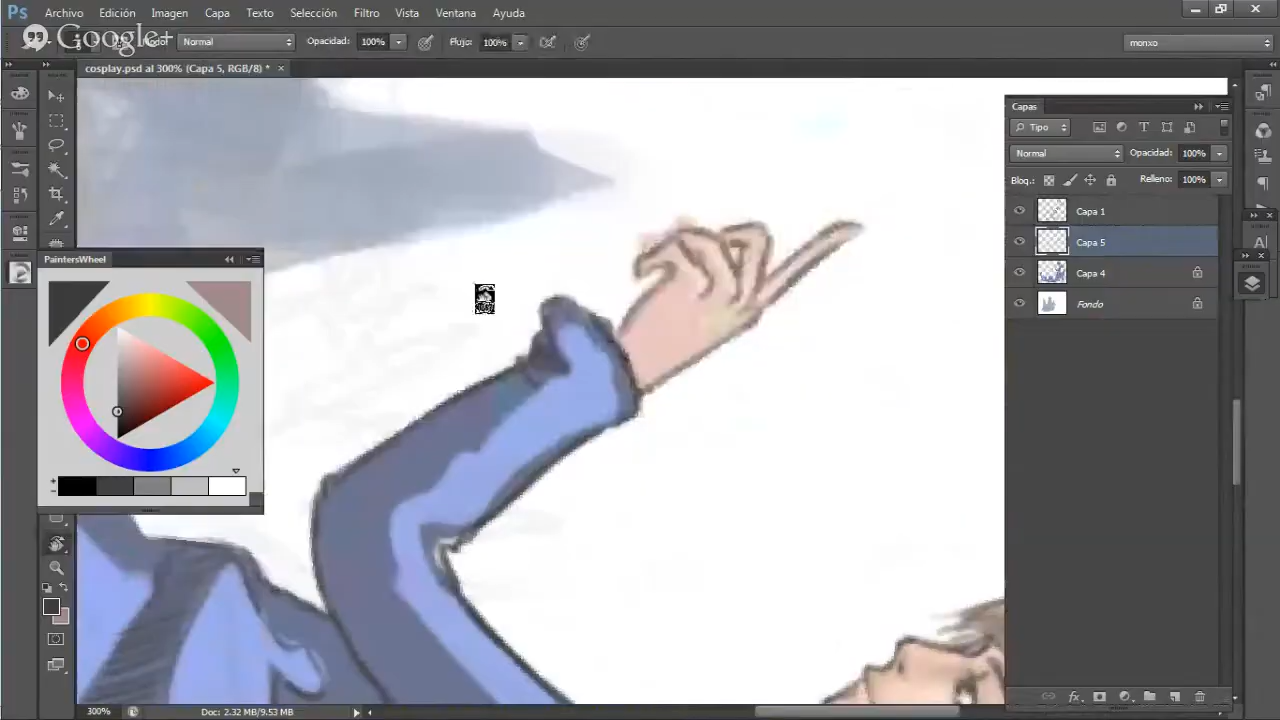 Ps Archivo Edición Imagen Capa Texto Selección Filtro Vista Ventana Ayuda
Google+
Modo: Normal Opacidad: 100% Flujo: 100% monxo
cosplay.psd al 300% (Capa 5, RGB/8) * ×
Capas
Tipo
Normal Opacidad: 100%
Bloq.: Relleno: 100%
Capa 1
Capa 5
Capa 4
Fondo
PaintersWheel
300% Doc: 2.32 MB/9.53 MB